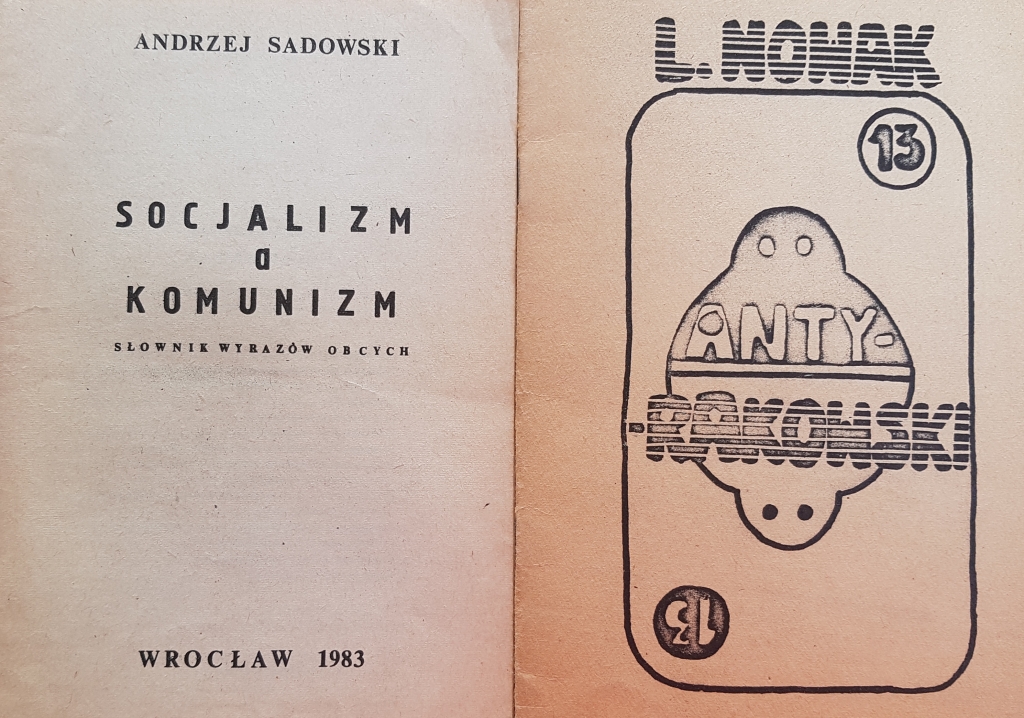 ANDRZEJ SADOWSKI
SOCJALIZM
a
KOMUNIZM
SŁOWNIK WYRAZÓW OBCYCH
WROCŁAW 1983
L. NOWAK
13
ANTY-
-RAKOWSKI
13